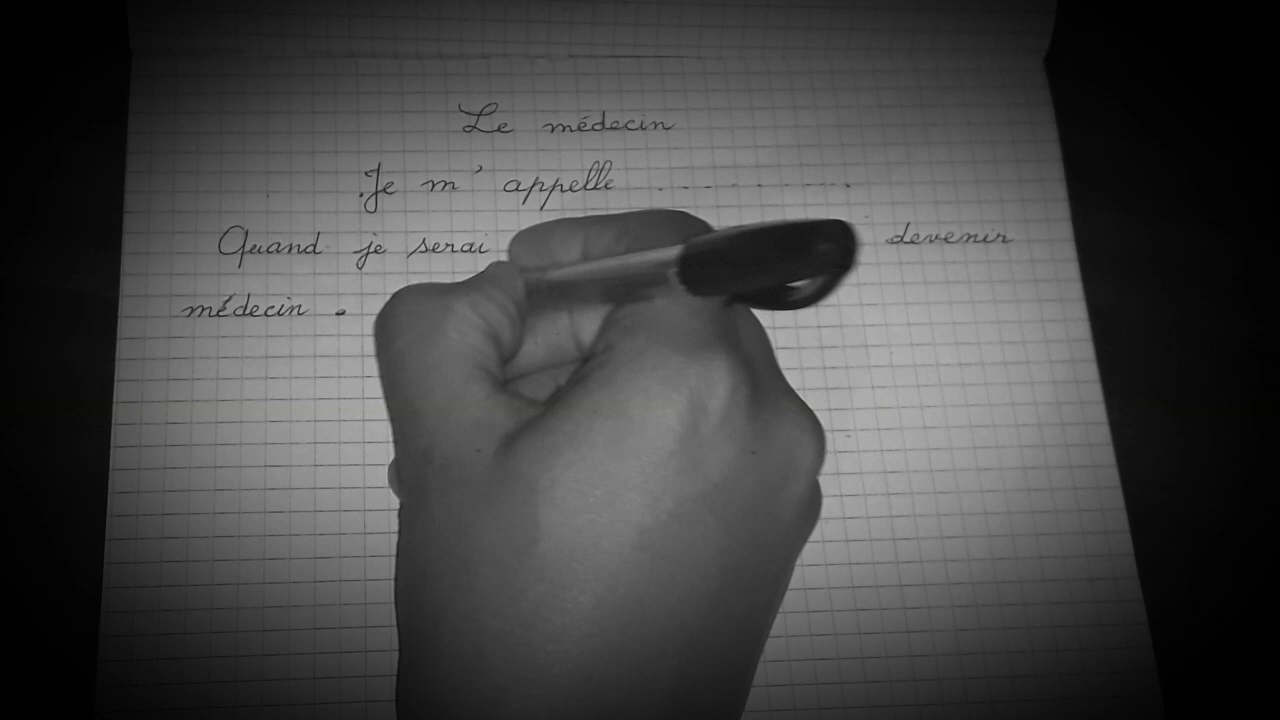 Le médecin
Je m' appelle ............
Quand je serai devenir
médecin .